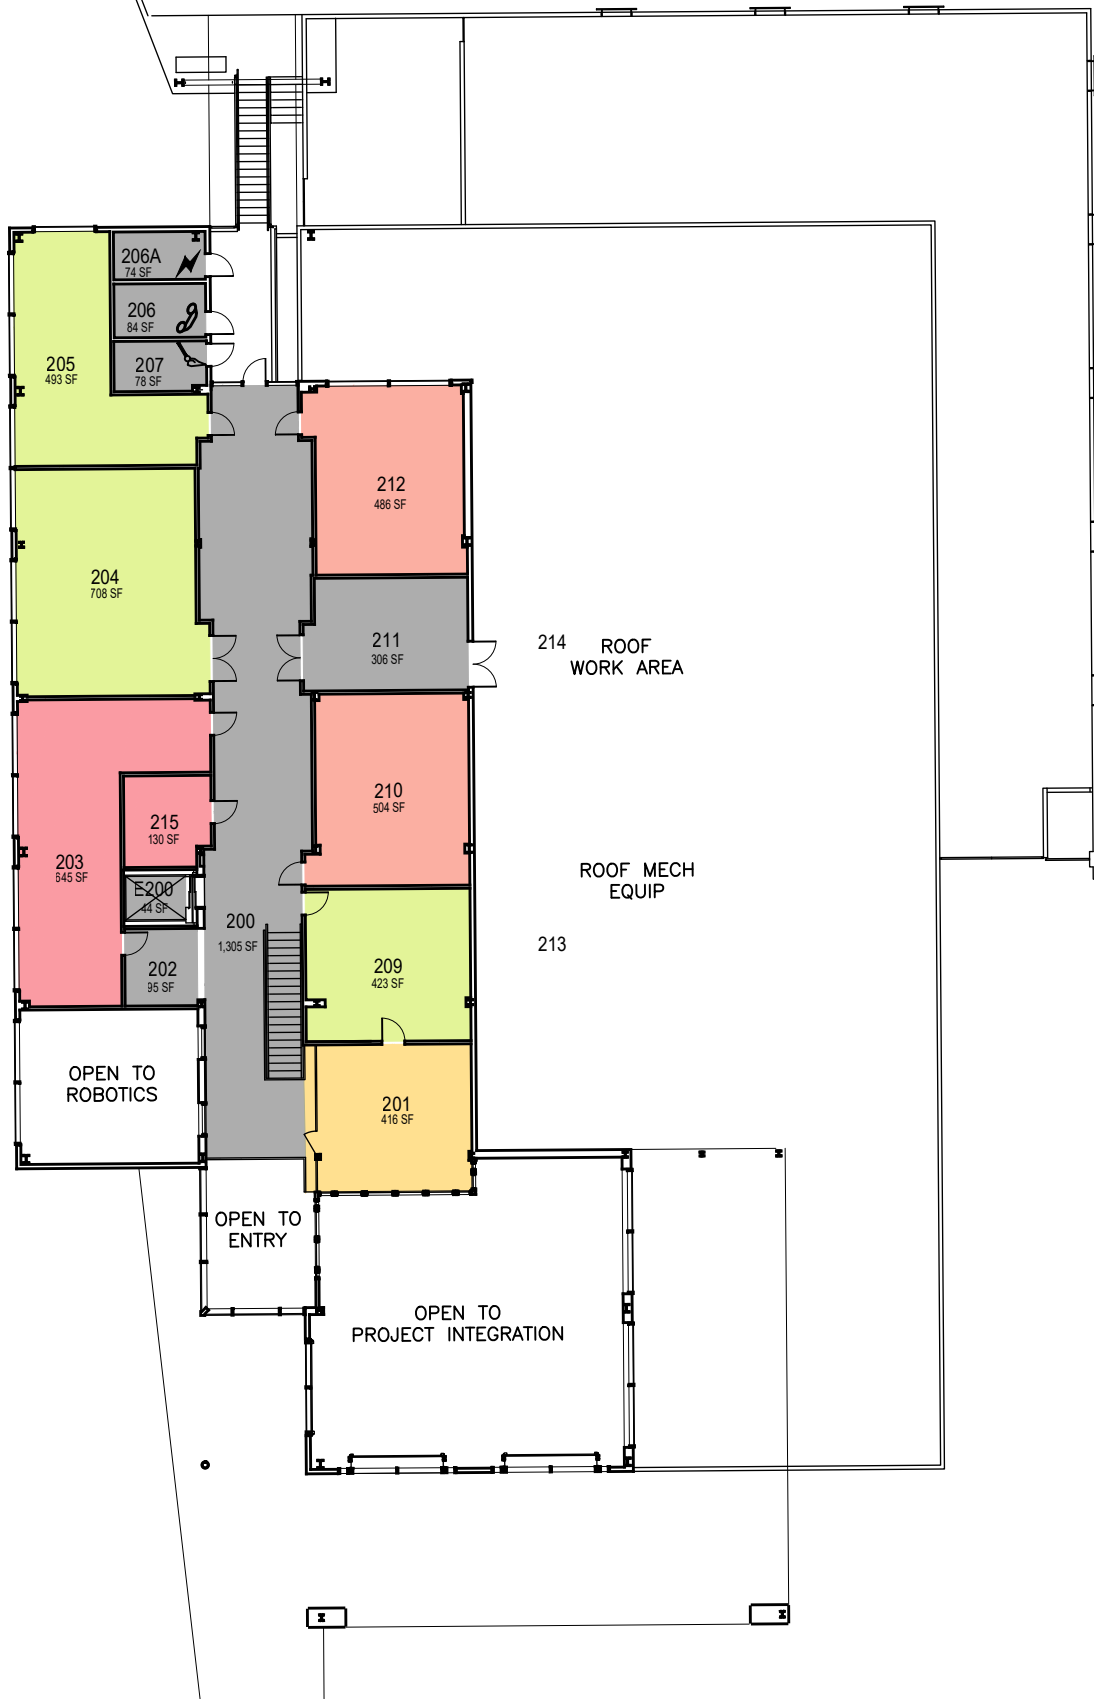 206A
74 SF
206
84 SF
207
78 SF
205
493 SF
212
486 SF
204
708 SF
211
306 SF
214
ROOF
WORK AREA
210
504 SF
215
130 SF
203
645 SF
E200
44 SF
ROOF MECH
EQUIP
200
1,305 SF
213
202
95 SF
209
423 SF
OPEN TO
ROBOTICS
201
416 SF
OPEN TO
ENTRY
OPEN TO
PROJECT INTEGRATION